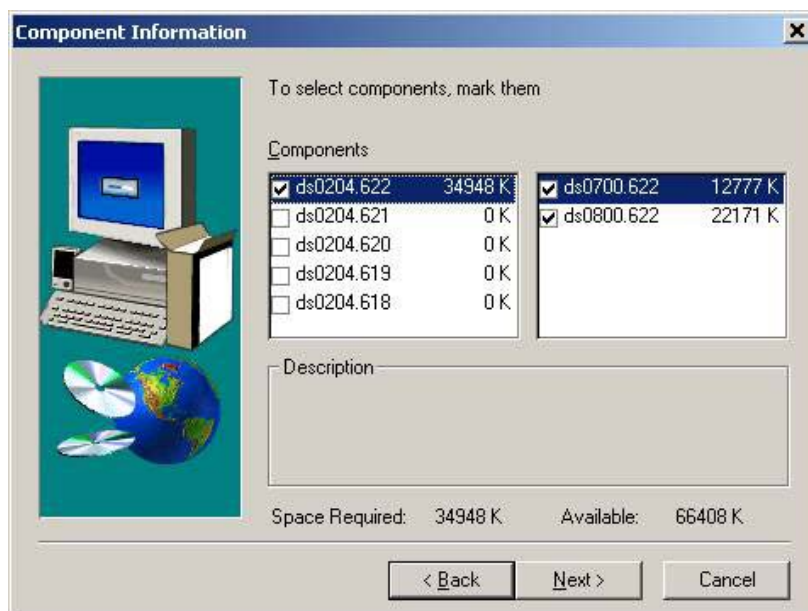 Component Information
To select components, mark them
Components
ds0204.622 34948 K
ds0204.621 0 K
ds0204.620 0 K
ds0204.619 0 K
ds0204.618 0 K
ds0700.622 12777 K
ds0800.622 22171 K
Description
Space Required: 34948 K Available: 66408 K
< Back Next > Cancel